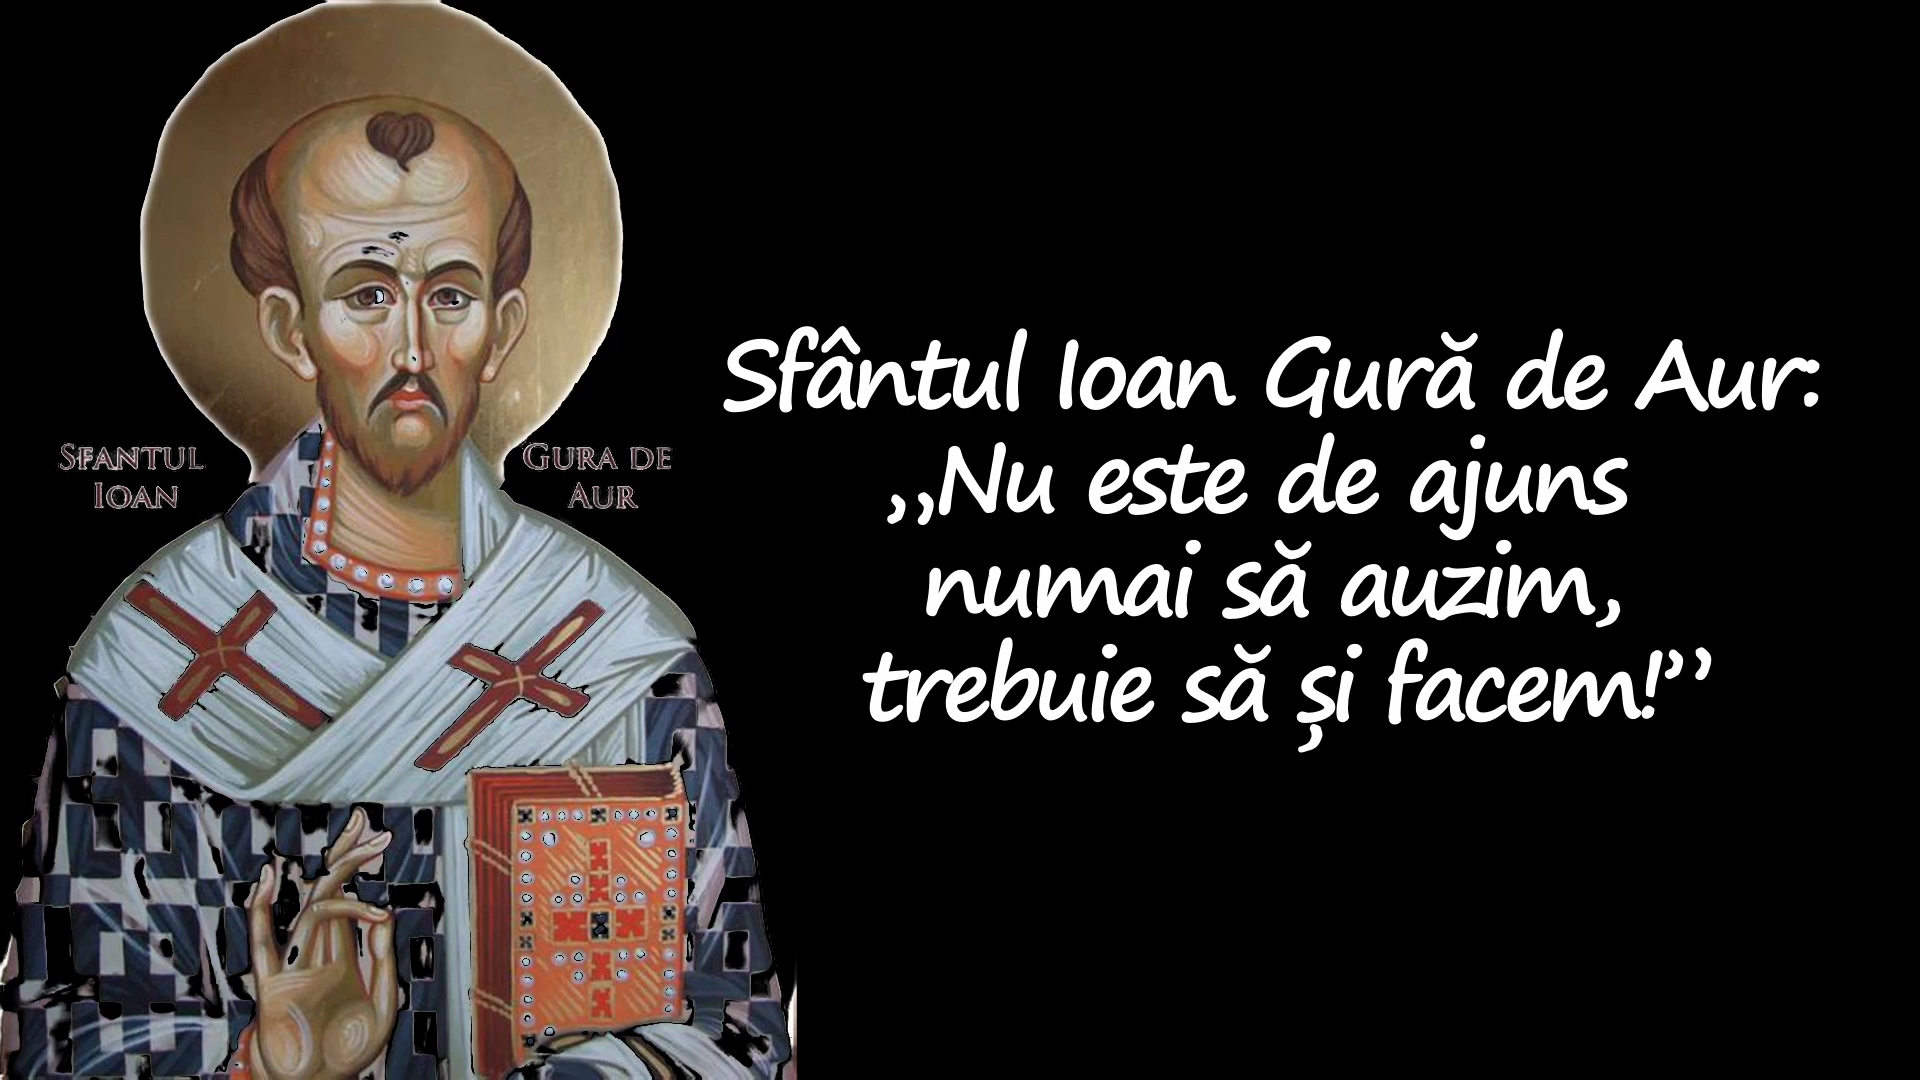 SFANTUL
IOAN
GURA DE
AUR
Sfântul Ioan Gură de Aur:
,,Nu este de ajuns
numai să auzim,
trebuie să și facem!’’